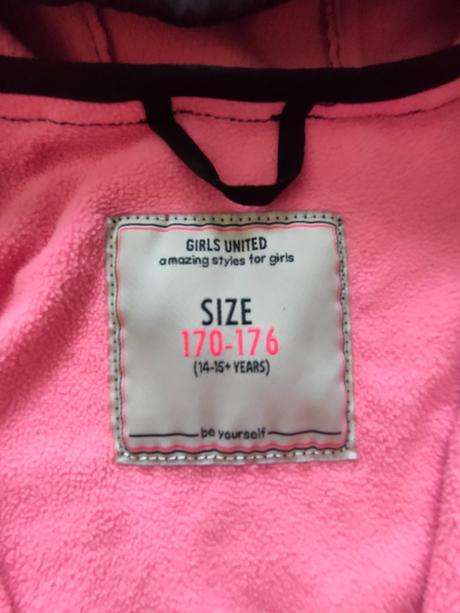 GIRLS UNITED
amazing styles for girls
SIZE
170-176
(14-15+ YEARS)
be yourself